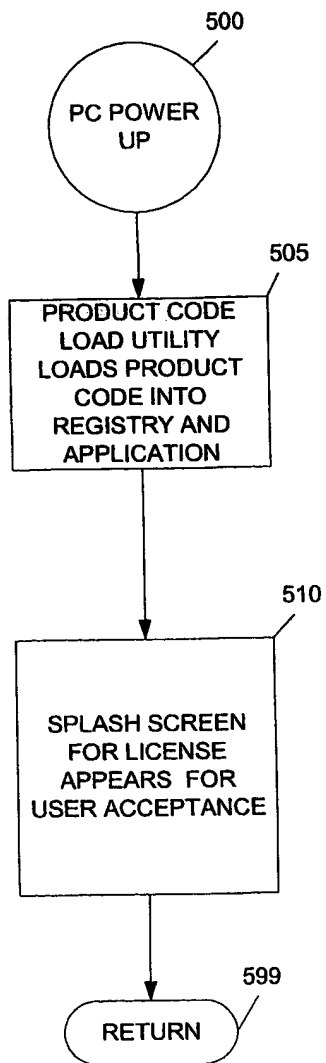 500
PC POWER
UP
505
PRODUCT CODE
LOAD UTILITY
LOADS PRODUCT
CODE INTO
REGISTRY AND
APPLICATION
510
SPLASH SCREEN
FOR LICENSE
APPEARS FOR
USER ACCEPTANCE
599
RETURN